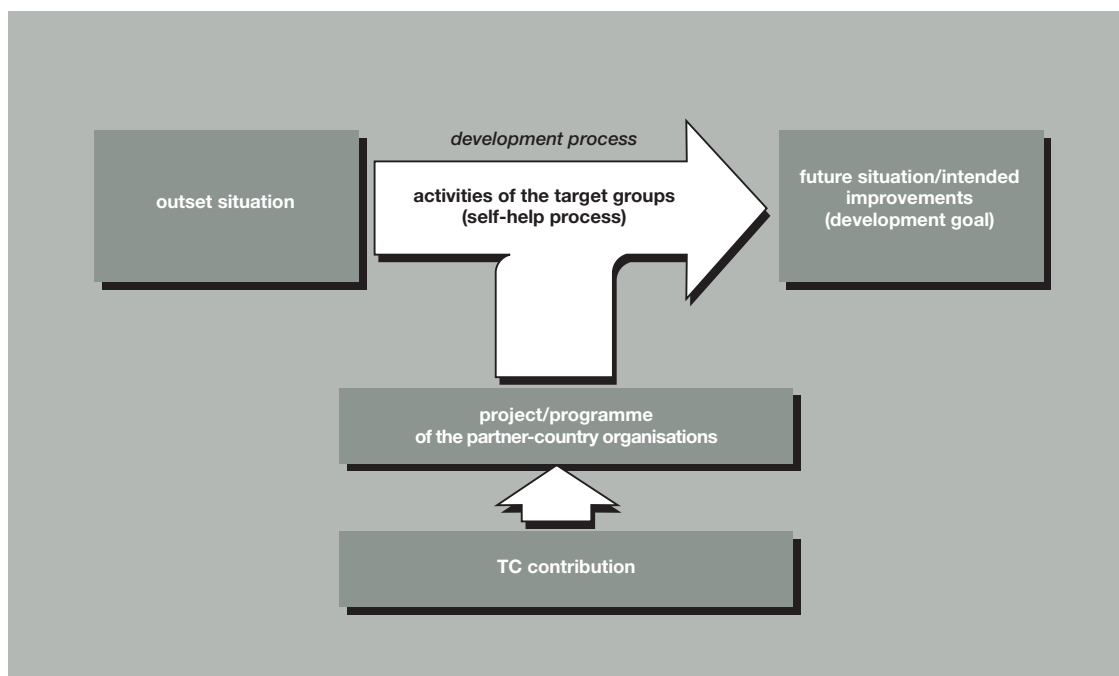 development process
outset situation
activities of the target groups
(self-help process)
future situation/intended
improvements
(development goal)
project/programme
of the partner-country organisations
TC contribution